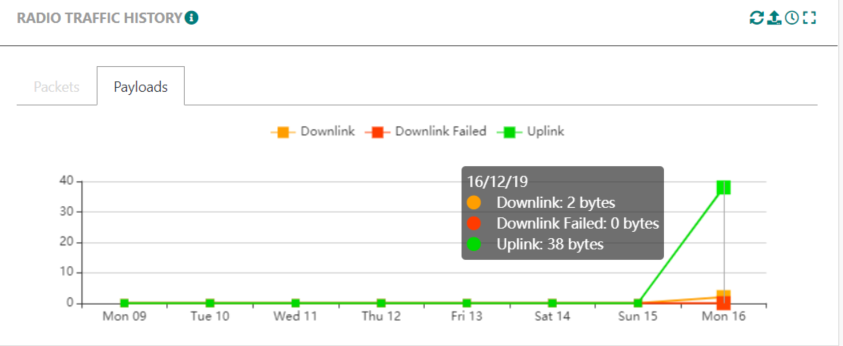 RADIO TRAFFIC HISTORY
Packets
Payloads
Downlink Downlink Failed Uplink
16/12/19
Downlink: 2 bytes
Downlink Failed: 0 bytes
Uplink: 38 bytes
40
30
20
10
0
Mon 09 Tue 10 Wed 11 Thu 12 Fri 13 Sat 14 Sun 15 Mon 16